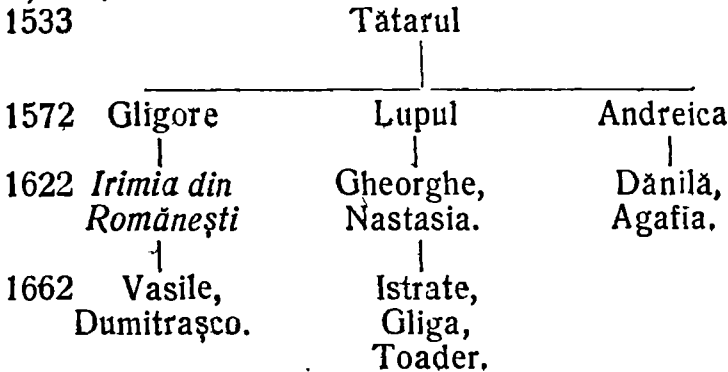 1533 Tătarul
1572 Gligore Lupul Andreica
1622 Irimia din Gheorghe, Dănilă,
Românești Nastasia. Agafia.
1662 Vasile, Istrate,
Dumitrașco. Gliga,
Toader.